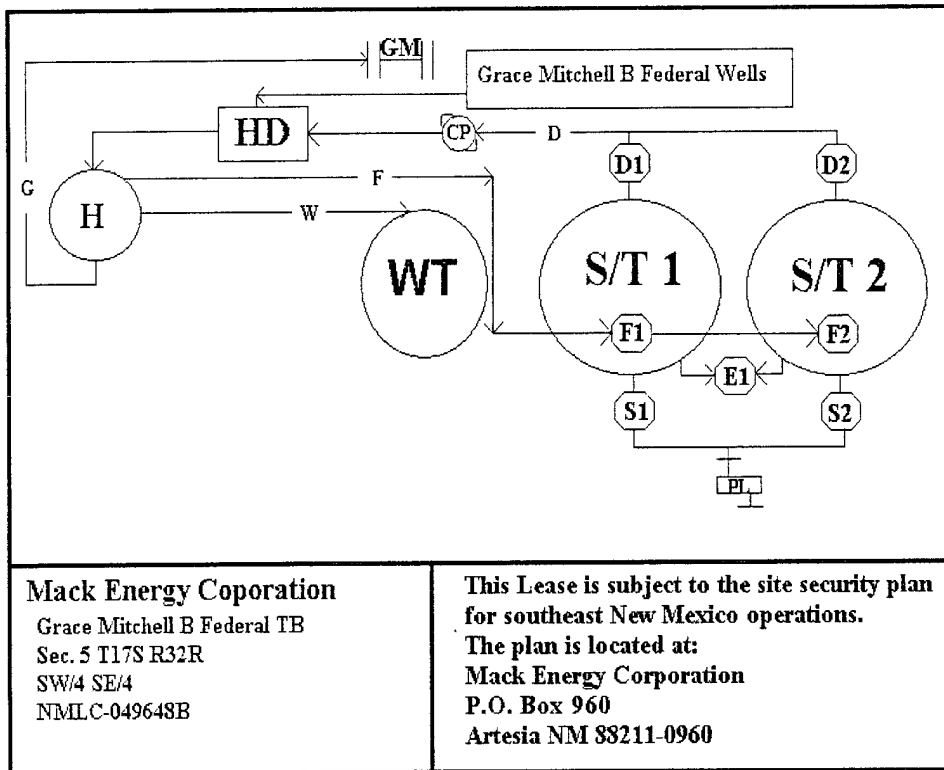 GM
Grace Mitchell B Federal Wells
HD
CP
D
D1
D2
G
F
H
W
WT
S/T 1
S/T 2
F1
F2
E1
S1
S2
PL
Mack Energy Coporation
Grace Mitchell B Federal TB
Sec. 5 T17S R32R
SW/4 SE/4
NMLC-049648B
This Lease is subject to the site security plan
for southeast New Mexico operations.
The plan is located at:
Mack Energy Corporation
P.O. Box 960
Artesia NM 88211-0960